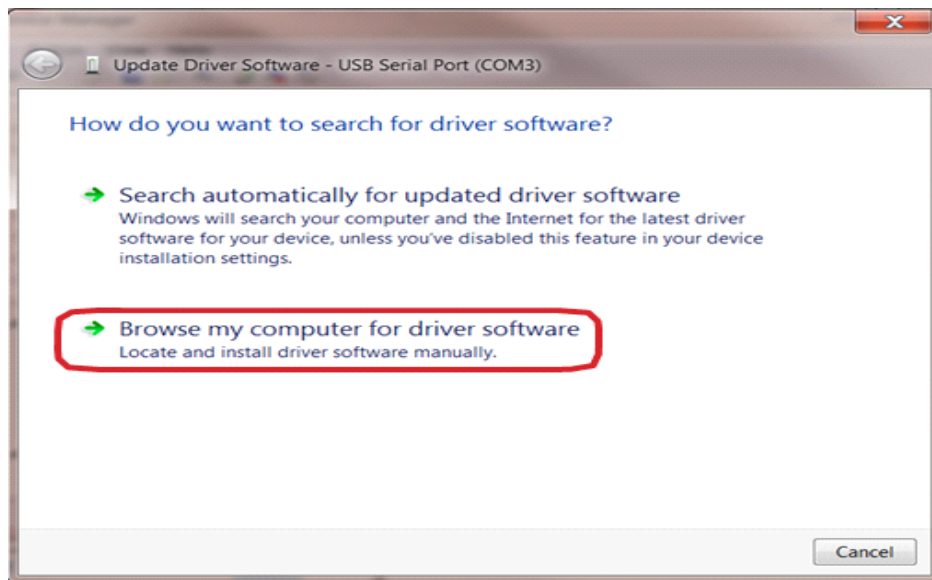 Update Driver Software - USB Serial Port (COM3)
How do you want to search for driver software?
Search automatically for updated driver software
Windows will search your computer and the Internet for the latest driver
software for your device, unless you've disabled this feature in your device
installation settings.
Browse my computer for driver software
Locate and install driver software manually.
Cancel